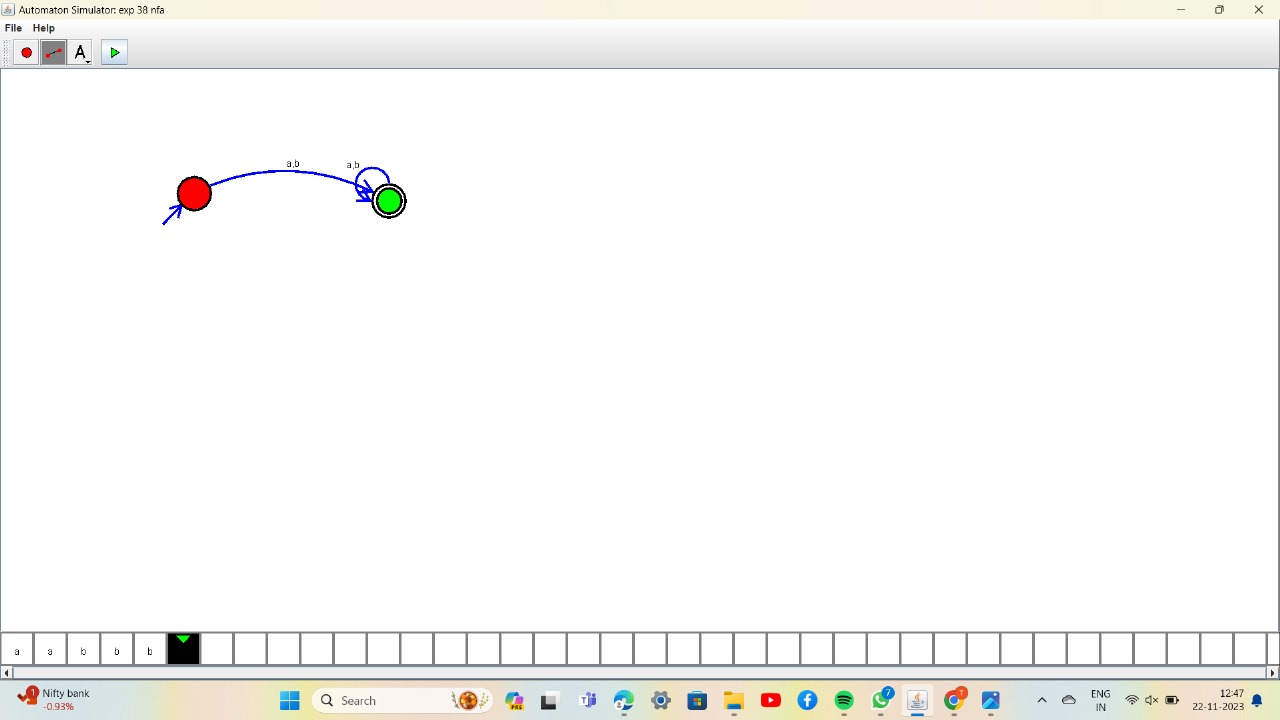 Automaton Simulator: exp 38 nfa
File Help
A
a,b a,b
a a b b b
1 Nifty bank
-0.93%
Search
PRE
7
T
ENG
IN
12:47
22-11-2023